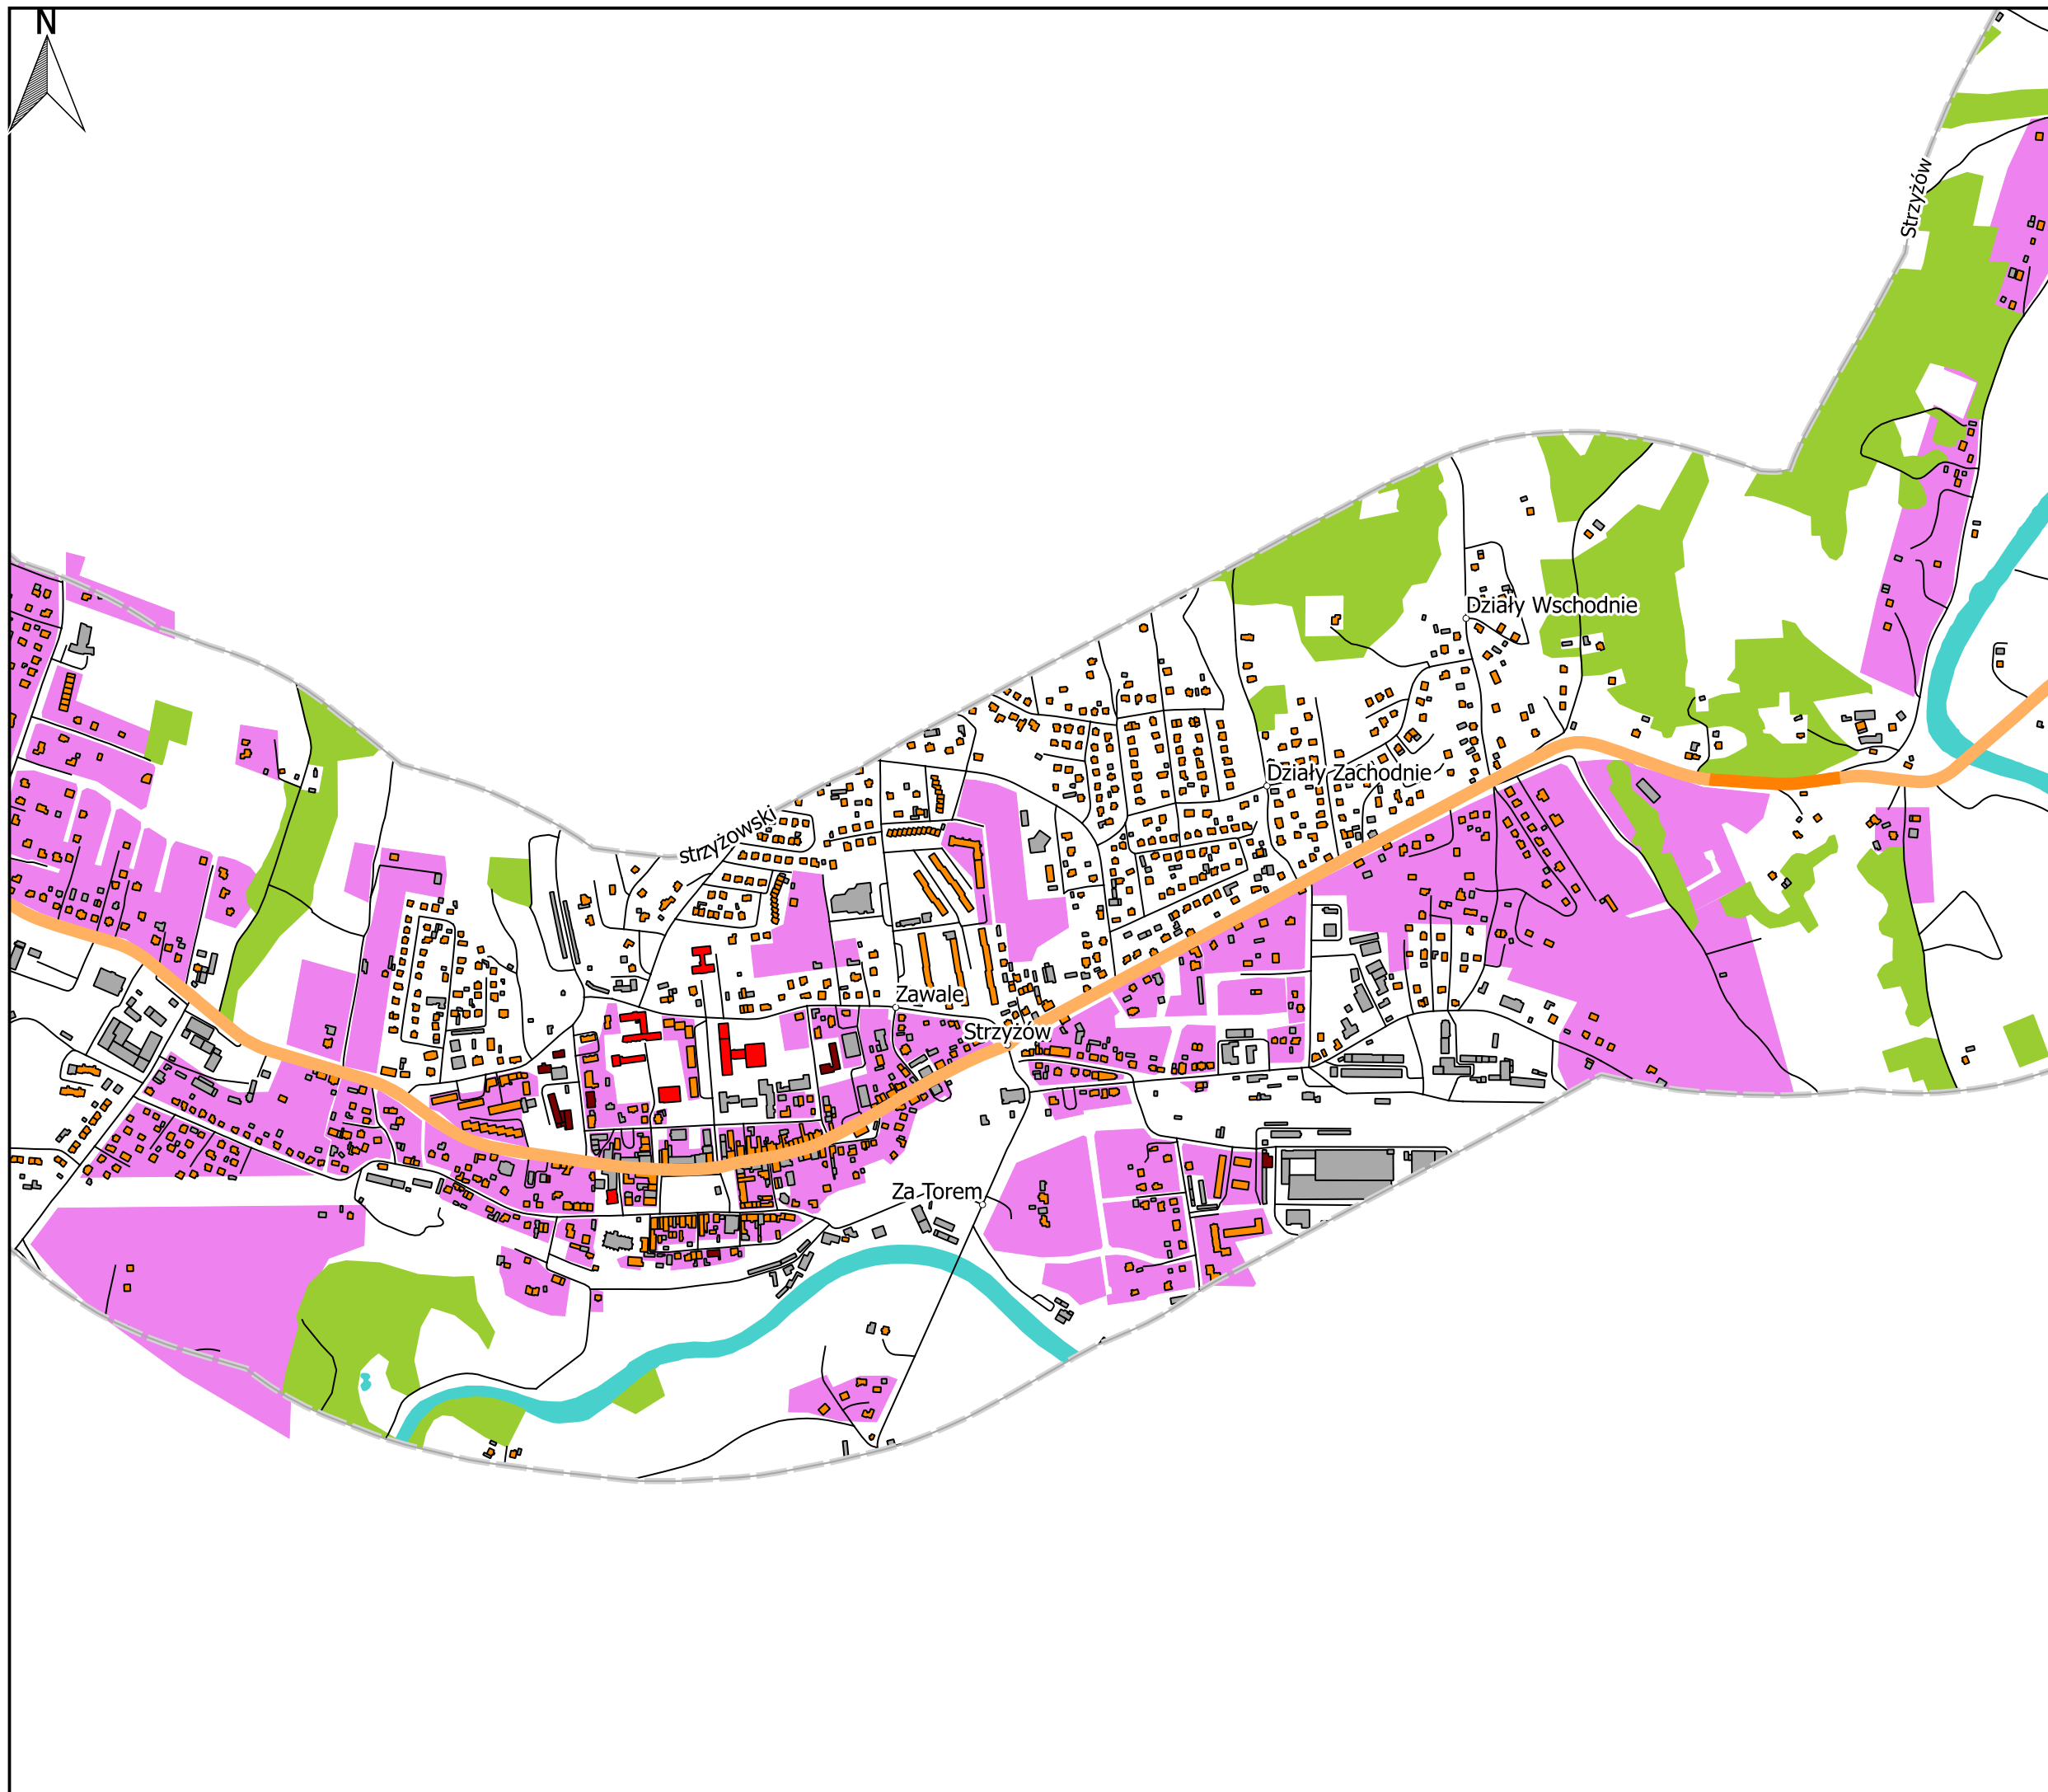 N
Strzyżów
Działy Wschodnie
Działy Zachodnie
strzyżowski
Zawale
Strzyżów
Za Torem